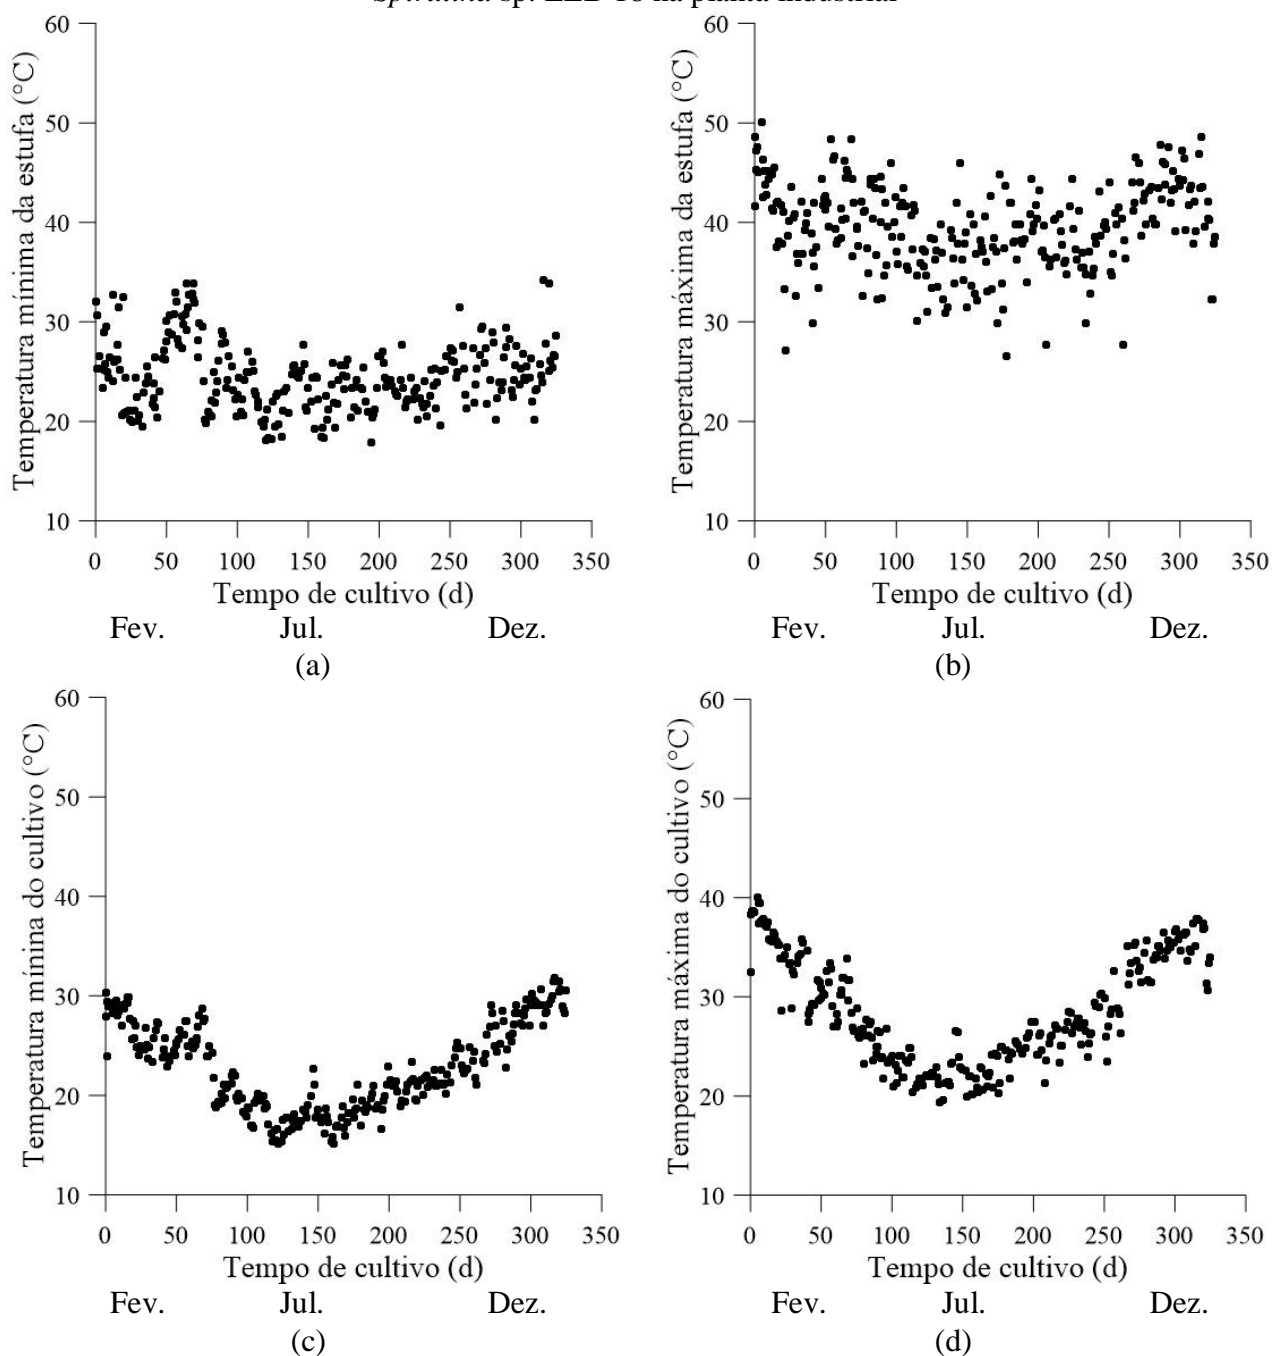 Spirulina sp. LEB 18 na planta industrial
60
50
40
30
20
10
Temperatura mínima da estufa (°C)
0 50 100 150 200 250 300 350
Tempo de cultivo (d)
Fev. Jul. Dez.
(a)
60
50
40
30
20
10
Temperatura máxima da estufa (°C)
0 50 100 150 200 250 300 350
Tempo de cultivo (d)
Fev. Jul. Dez.
(b)
60
50
40
30
20
10
Temperatura mínina do cultivo (°C)
0 50 100 150 200 250 300 350
Tempo de cultivo (d)
Fev. Jul. Dez.
(c)
60
50
40
30
20
10
Temperatura máxima do cultivo (°C)
0 50 100 150 200 250 300 350
Tempo de cultivo (d)
Fev. Jul. Dez.
(d)